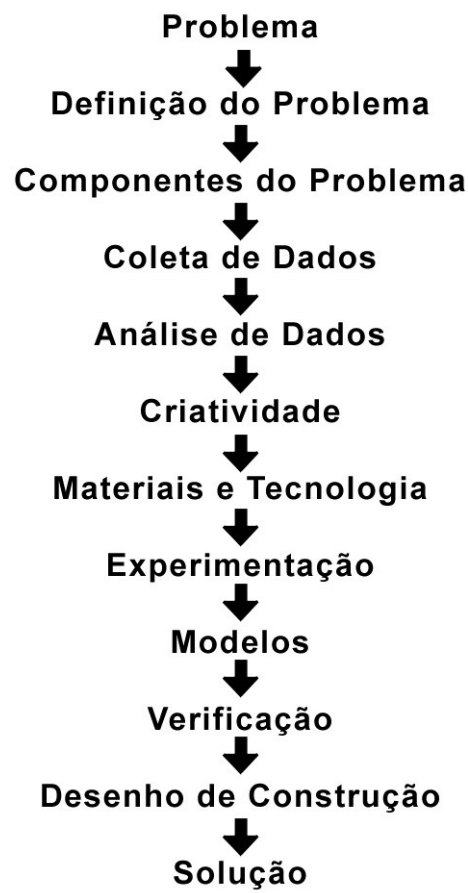 Problema
Definição do Problema
Componentes do Problema
Coleta de Dados
Análise de Dados
Criatividade
Materiais e Tecnologia
Experimentação
Modelos
Verificação
Desenho de Construção
Solução